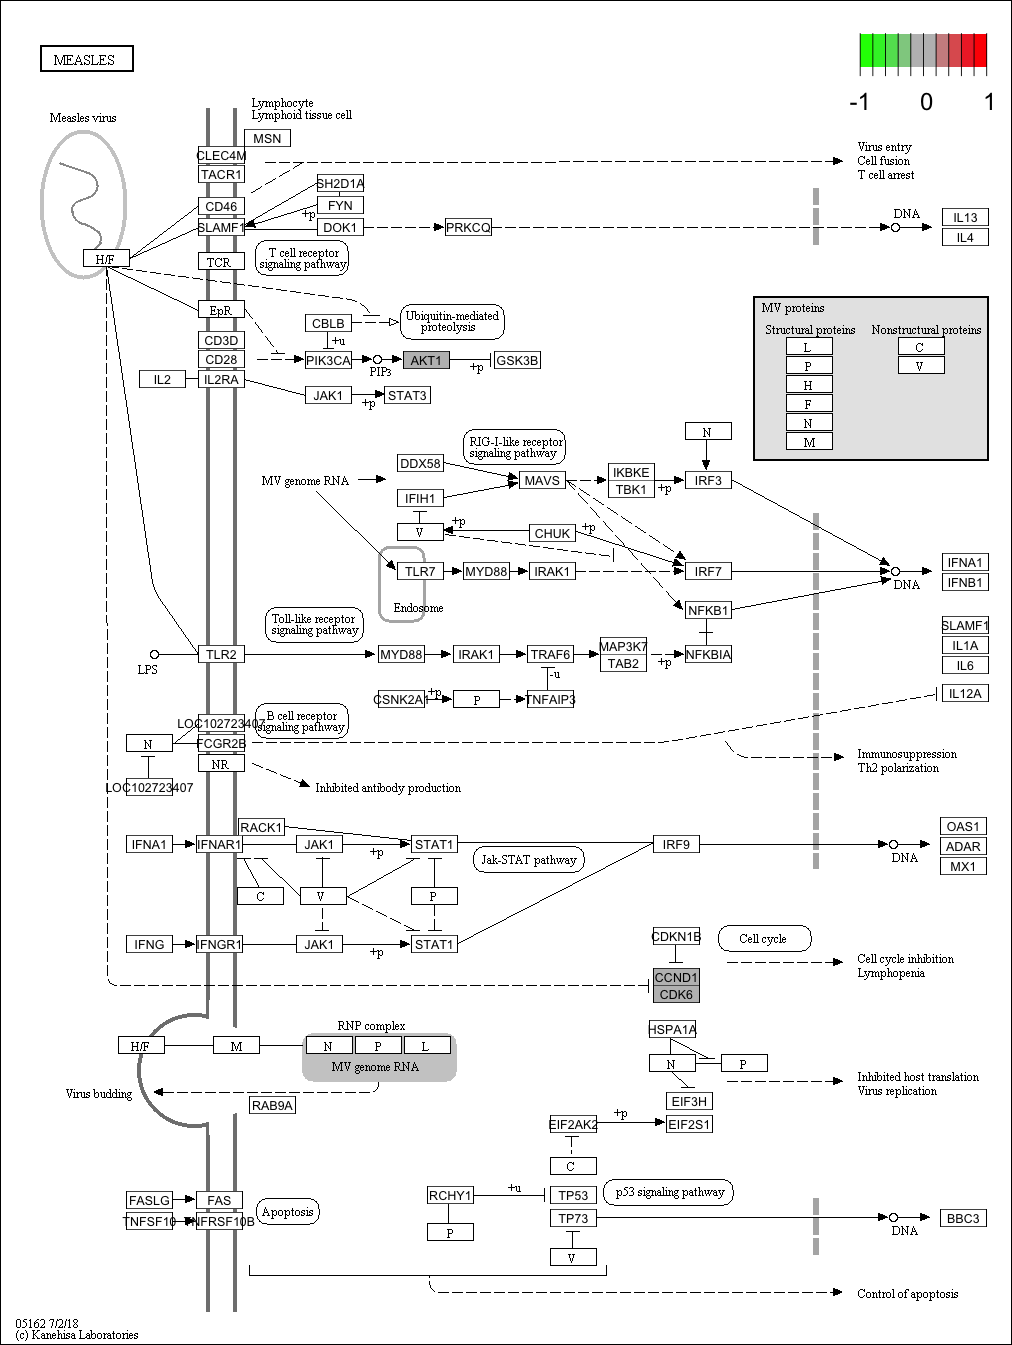 MEASLES
-1 0 1
Measles virus
Lymphocyte
Lymphoid tissue cell
MSN
CLEC4M
TACR1
Virus entry
Cell fusion
T cell arrest
SH2D1A
CD46
FYN
+p
SLAMF1
DOK1
PRKCQ
DNA
IL13
IL4
H/F
TCR
T cell receptor
signaling pathway
EpR
CBLB
Ubiquitin-mediated
proteolysis
+u
CD3D
CD28
PIK3CA
PIP3
AKT1
+p
GSK3B
IL2
IL2RA
JAK1
+p
STAT3
MV proteins
Structural proteins
Nonstructural proteins
L
C
P
V
H
F
N
M
N
RIG-I-like receptor
signaling pathway
DDX58
MV genome RNA
MAVS
IKBKE
TBK1
+p
IRF3
IFIH1
V
+p
CHUK
+p
TLR7
MYD88
IRAK1
IRF7
DNA
IFNA1
IFNB1
Endosome
NFKB1
Toll-like receptor
signaling pathway
SLAMF1
IL1A
IL6
IL12A
LPS
TLR2
MYD88
IRAK1
TRAF6
MAP3K7
TAB2
+p
NFKBIA
-u
CSNK2A1
+p
P
TNFAIP3
LOC102723407
B cell receptor
signaling pathway
N
FCGR2B
NR
LOC102723407
Inhibited antibody production
Immunosuppression
Th2 polarization
RACK1
IFNA1
IFNAR1
JAK1
+p
STAT1
Jak-STAT pathway
IRF9
DNA
OAS1
ADAR
MX1
C
V
P
IFNG
IFNGR1
JAK1
+p
STAT1
CDKN1B
Cell cycle
CCND1
CDK6
Cell cycle inhibition
Lymphopenia
RNP complex
H/F
M
N
P
L
MV genome RNA
HSPA1A
N
P
Virus budding
RAB9A
EIF3H
Inhibited host translation
Virus replication
EIF2AK2
+p
EIF2S1
C
FASLG
FAS
TNFSF10
TNFRSF10B
Apoptosis
RCHY1
+u
TP53
p53 signaling pathway
P
TP73
DNA
BBC3
V
Control of apoptosis
05162 7/2/18
(c) Kanehisa Laboratories